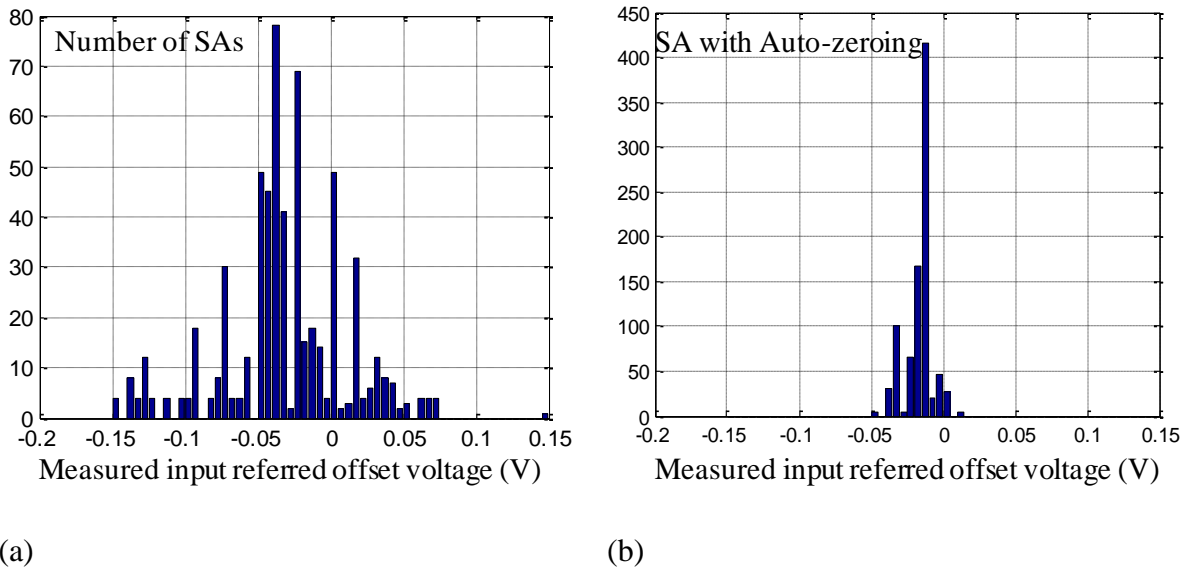 80
70
60
50
40
30
20
10
0
Number of SAs
-0.2 -0.15 -0.1 -0.05 0 0.05 0.1 0.15
Measured input referred offset voltage (V)
(a)
450
400
350
300
250
200
150
100
50
0
SA with Auto-zeroing
-0.2 -0.15 -0.1 -0.05 0 0.05 0.1 0.15
Measured input referred offset voltage (V)
(b)